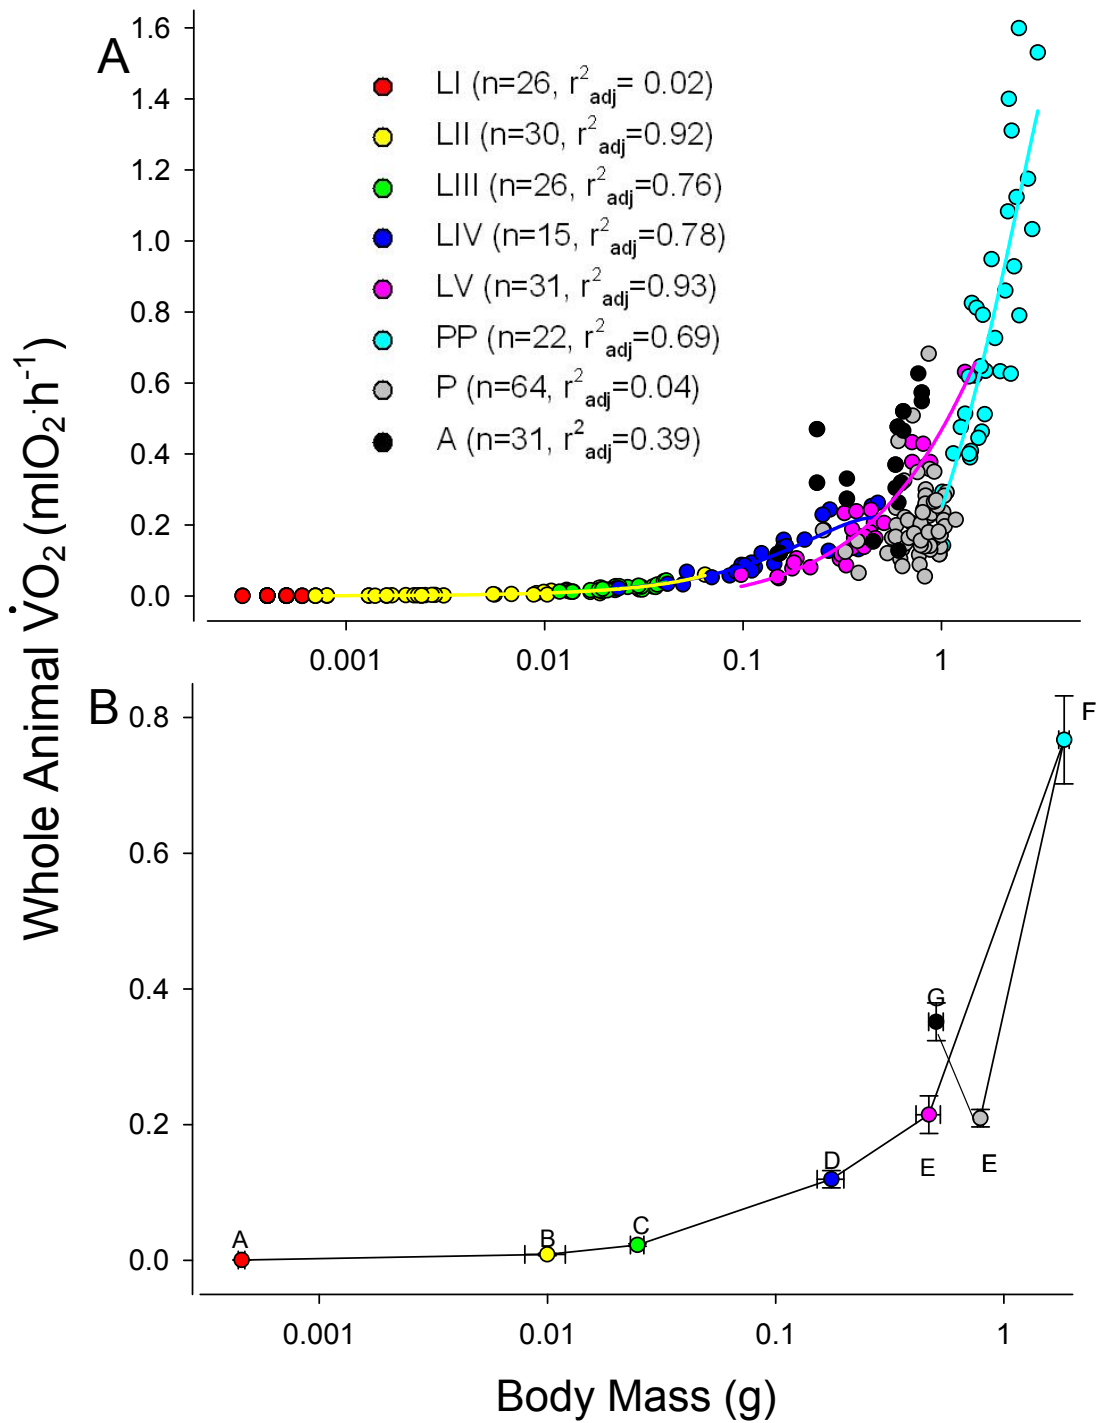 A
1.6
1.4
1.2
1.0
0.8
0.6
0.4
0.2
0.0
LI (n=26, r²adj= 0.02)
LII (n=30, r²adj=0.92)
LIII (n=26, r²adj=0.76)
LIV (n=15, r²adj=0.78)
LV (n=31, r²adj=0.93)
PP (n=22, r²adj=0.69)
P (n=64, r²adj=0.04)
A (n=31, r²adj=0.39)
0.001 0.01 0.1 1
Whole Animal V̇O₂ (mlO₂·h⁻¹)
B
0.8
0.6
0.4
0.2
0.0
F
G
E
E
D
C
B
A
0.001 0.01 0.1 1
Body Mass (g)